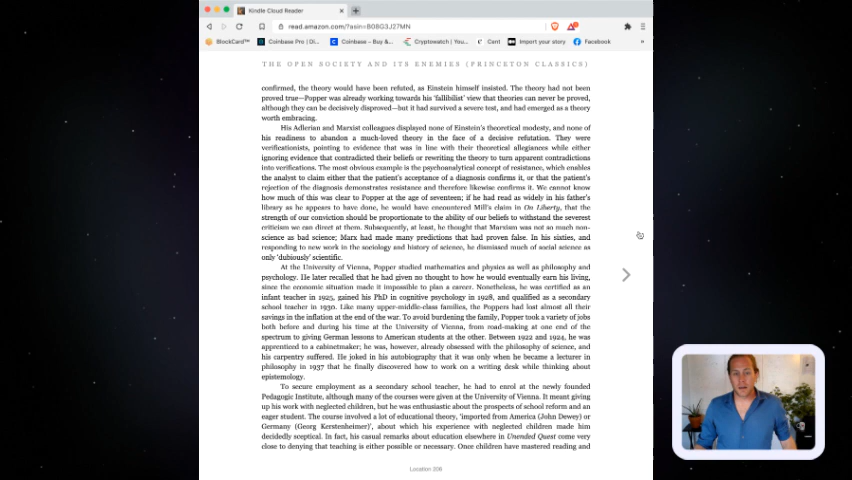 Kindle Cloud Reader
read.amazon.com/?asin=B08G3J27MN
BlockCard™ Coinbase Pro | Di... Coinbase – Buy &... Cryptowatch | You... Cent Import your story Facebook »
THE OPEN SOCIETY AND ITS ENEMIES (PRINCETON CLASSICS)
confirmed, the theory would have been refuted, as Einstein himself insisted. The theory had not been
proved true—Popper was already working towards his 'fallibilist' view that theories can never be proved,
although they can be decisively disproved—but it had survived a severe test, and had emerged as a theory
worth embracing.
His Adlerian and Marxist colleagues displayed none of Einstein's theoretical modesty, and none of
his readiness to abandon a much-loved theory in the face of a decisive refutation. They were
verificationists, pointing to evidence that was in line with their theoretical allegiances while either
ignoring evidence that contradicted their beliefs or rewriting the theory to turn apparent contradictions
into verifications. The most obvious example is the psychoanalytical concept of resistance, which enables
the analyst to claim either that the patient's acceptance of a diagnosis confirms it, or that the patient's
rejection of the diagnosis demonstrates resistance and therefore likewise confirms it. We cannot know
how much of this was clear to Popper at the age of seventeen; if he had read as widely in his father's
library as he appears to have done, he would have encountered Mill's claim in On Liberty, that the
strength of our conviction should be proportionate to the ability of our beliefs to withstand the severest
criticism we can direct at them. Subsequently, at least, he thought that Marxism was not so much non-
science as bad science; Marx had made many predictions that had proven false. In his sixties, and
responding to new work in the sociology and history of science, he dismissed much of social science as
only 'dubiously' scientific.
At the University of Vienna, Popper studied mathematics and physics as well as philosophy and
psychology. He later recalled that he had given no thought to how he would eventually earn his living,
since the economic situation made it impossible to plan a career. Nonetheless, he was certified as an
infant teacher in 1925, gained his PhD in cognitive psychology in 1928, and qualified as a secondary
school teacher in 1930. Like many upper-middle-class families, the Poppers had lost almost all their
savings in the inflation at the end of the war. To avoid burdening the family, Popper took a variety of jobs
both before and during his time at the University of Vienna, from road-making at one end of the
spectrum to giving German lessons to American students at the other. Between 1922 and 1924, he was
apprenticed to a cabinetmaker; he was, however, already obsessed with the philosophy of science, and
his carpentry suffered. He joked in his autobiography that it was only when he became a lecturer in
philosophy in 1937 that he finally discovered how to work on a writing desk while thinking about
epistemology.
To secure employment as a secondary school teacher, he had to enrol at the newly founded
Pedagogic Institute, although many of the courses were given at the University of Vienna. It meant giving
up his work with neglected children, but he was enthusiastic about the prospects of school reform and an
eager student. The course involved a lot of educational theory, 'imported from America (John Dewey) or
Germany (Georg Kerstenheimer)', about which his experience with neglected children made him
decidedly sceptical. In fact, his casual remarks about education elsewhere in Unended Quest come very
close to denying that teaching is either possible or necessary. Once children have mastered reading and
Location 206